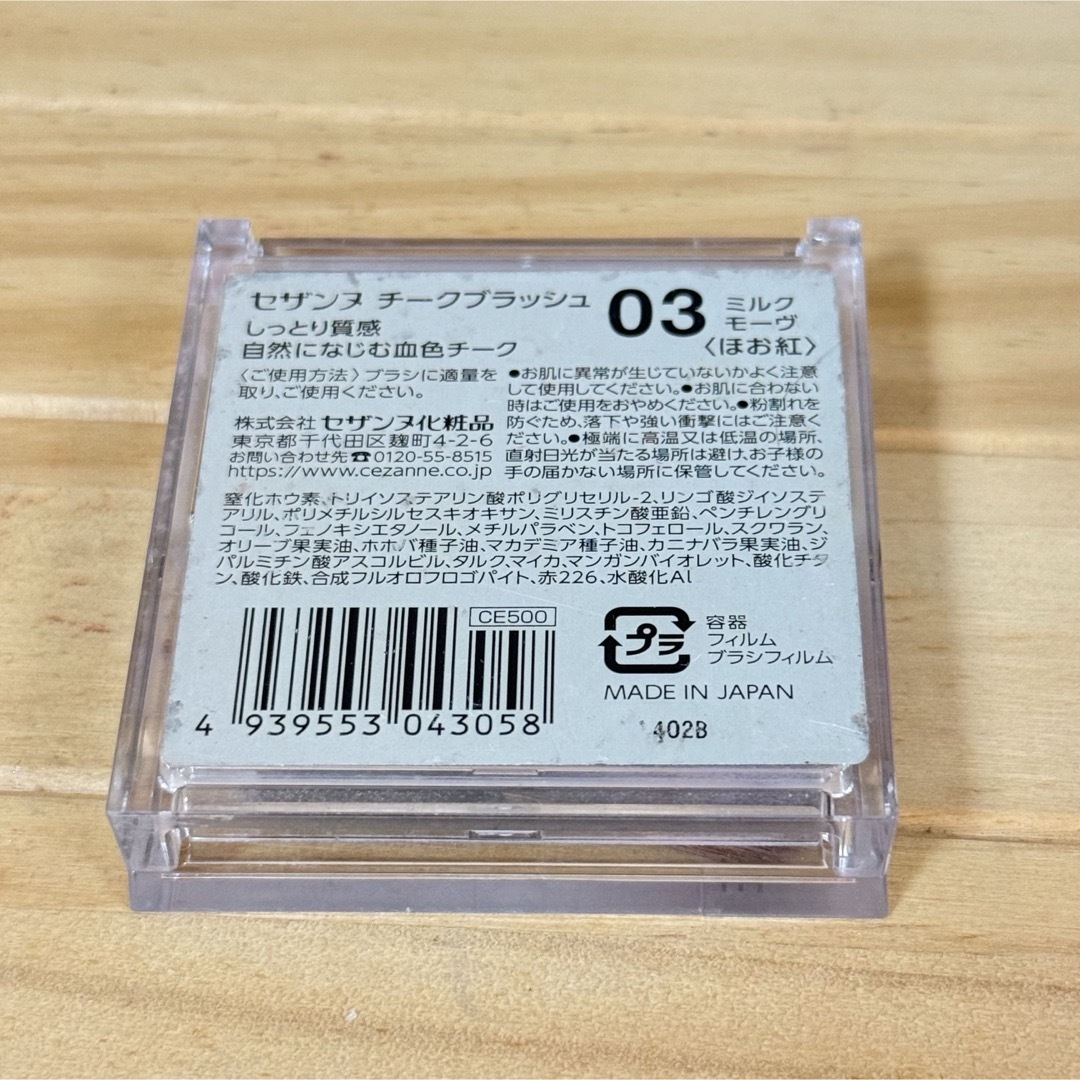 セザンヌ チークブラッシュ
しっとり質感
自然になじむ血色チーク
03 ミルク
モーヴ
〈ほお紅〉
〈ご使用方法〉ブラシに適量を
取り、ご使用ください。
株式会社 セザンヌ化粧品
東京都千代田区麹町4-2-6
お問い合わせ先☎0120-55-8515
https://www.cezanne.co.jp
●お肌に異常が生じていないかよく注意
して使用してください。●お肌に合わない
時はご使用をおやめください。●粉割れを
防ぐため、落下や強い衝撃にはご注意く
ださい。●極端に高温又は低温の場所、
直射日光が当たる場所は避け、お子様の
手の届かない場所に保管してください。
窒化ホウ素、トリイソステアリン酸ポリグリセリル-2、リンゴ酸ジイソステ
アリル、ポリメチルシルセスキオキサン、ミリスチン酸亜鉛、ペンチレングリ
コール、フェノキシエタノール、メチルパラベン、トコフェロール、スクワラン、
オリーブ果実油、ホホバ種子油、マカデミア種子油、カニナバラ果実油、ジ
パルミチン酸アスコルビル、タルク、マイカ、マンガンバイオレット、酸化チタ
ン、酸化鉄、合成フルオロフロゴパイト、赤226、水酸化Al
CE500
4 939553 043058
プラ
容器
フィルム
ブラシフィルム
MADE IN JAPAN
1402B